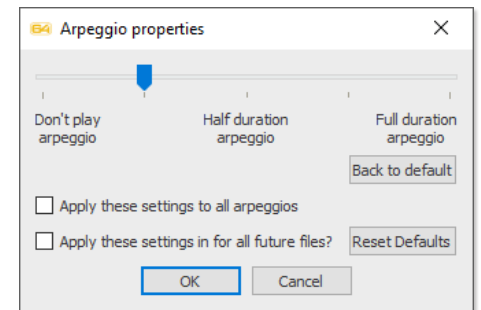 64 Arpeggio properties
Don't play Half duration Full duration
arpeggio arpeggio arpeggio
Back to default
Apply these settings to all arpeggios
Apply these settings in for all future files? Reset Defaults
OK Cancel